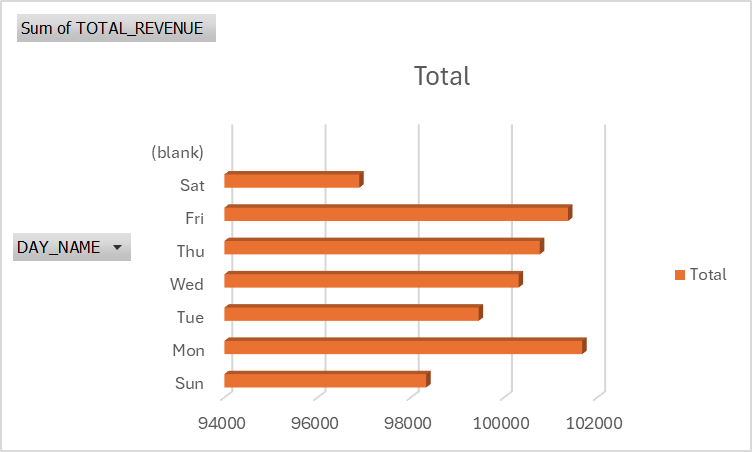 Sum of TOTAL_REVENUE
Total
(blank)
Sat
Fri
DAY_NAME
Thu
Wed
Total
Tue
Mon
Sun
94000 96000 98000 100000 102000